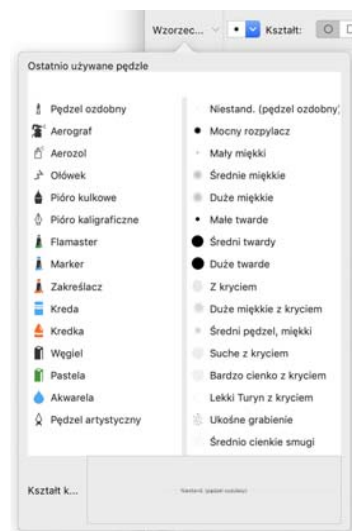 Wzorzec... Kształt:
Ostatnio używane pędzle
Pędzel ozdobny
Aerograf
Aerozol
Ołówek
Pióro kulkowe
Pióro kaligraficzne
Flamaster
Marker
Zakreślacz
Kreda
Kredka
Węgiel
Pastela
Akwarela
Pędzel artystyczny
Niestand. (pędzel ozdobny)
Mocny rozpylacz
Mały miękki
Średnie miękkie
Duże miękkie
Małe twarde
Średni twardy
Duże twarde
Z kryciem
Duże miękkie z kryciem
Średni pędzel, miękki
Suche z kryciem
Bardzo cienko z kryciem
Lekki Turyn z kryciem
Ukośne grabienie
Średnio cienkie smugi
Kształt k...
Niestand. (pędzel ozdobny)